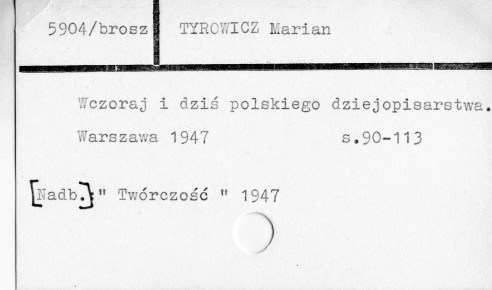 5904/brosz TYROWICZ Marian
Wczoraj i dziś polskiego dziejopisarstwa.
Warszawa 1947 s.90-113
[Nadb.]:" Twórczość " 1947